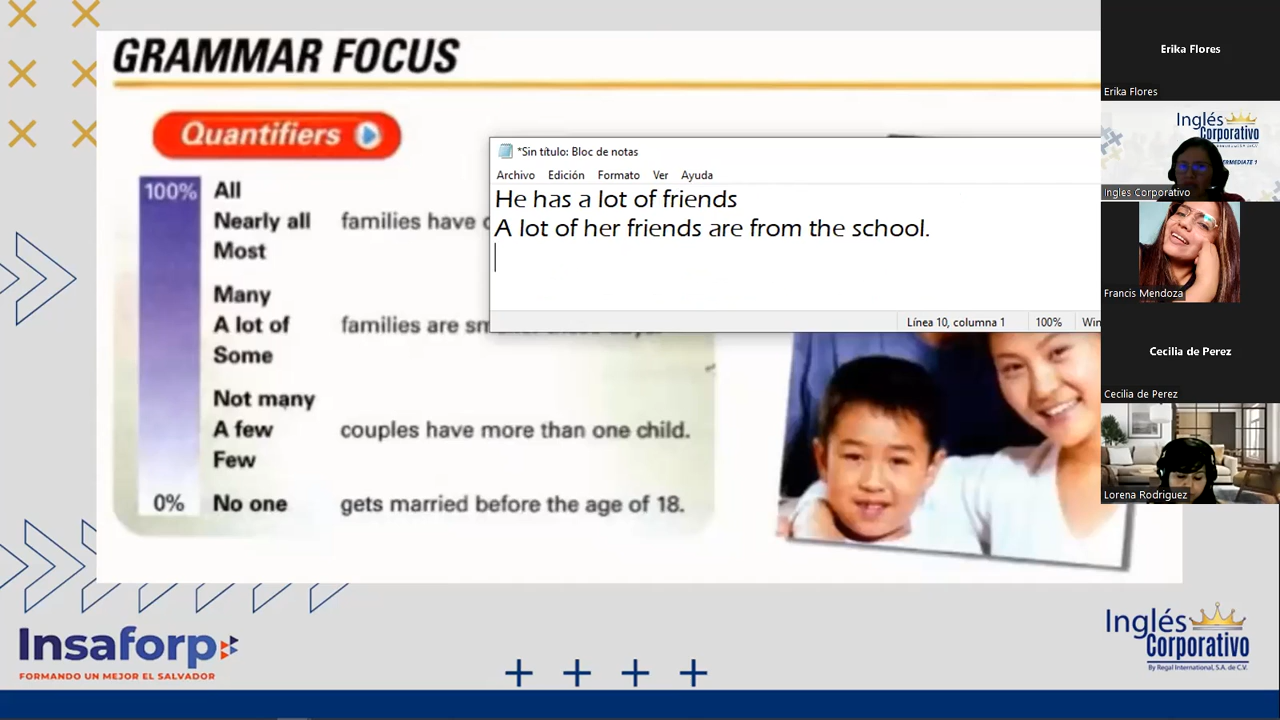 GRAMMAR FOCUS
Quantifiers
100% All
Nearly all families have
Most
Many
A lot of families are
Some
Not many
A few couples have more than one child.
Few
0% No one gets married before the age of 18.
*Sin título: Bloc de notas
Archivo Edición Formato Ver Ayuda
He has a lot of friends
A lot of her friends are from the school.
Línea 10, columna 1 100% Win
Erika Flores
Erika Flores
Inglés
Corporativo
Ingles Corporativo
Francis Mendoza
Cecilia de Perez
Cecilia de Perez
Lorena Rodriguez
Insaforp
FORMANDO UN MEJOR EL SALVADOR
Inglés
Corporativo
By Regal International, S.A. de C.V.